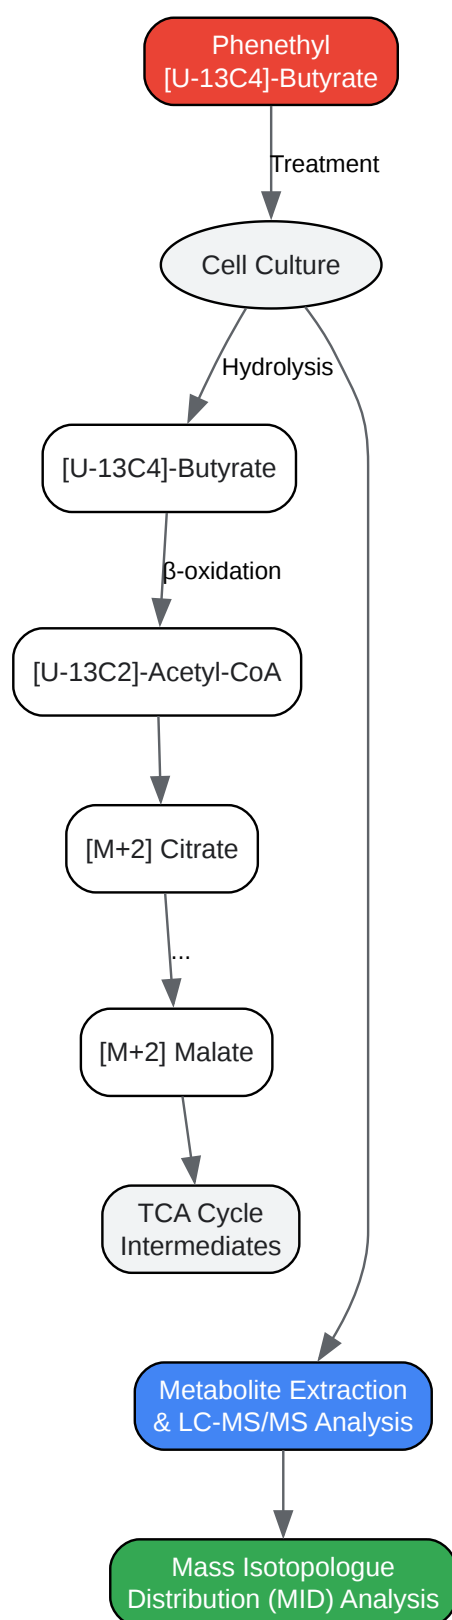 Phenethyl
[U-13C4]-Butyrate
Treatment
Cell Culture
Hydrolysis
[U-13C4]-Butyrate
β-oxidation
[U-13C2]-Acetyl-CoA
[M+2] Citrate
...
[M+2] Malate
TCA Cycle
Intermediates
Metabolite Extraction
& LC-MS/MS Analysis
Mass Isotopologue
Distribution (MID) Analysis